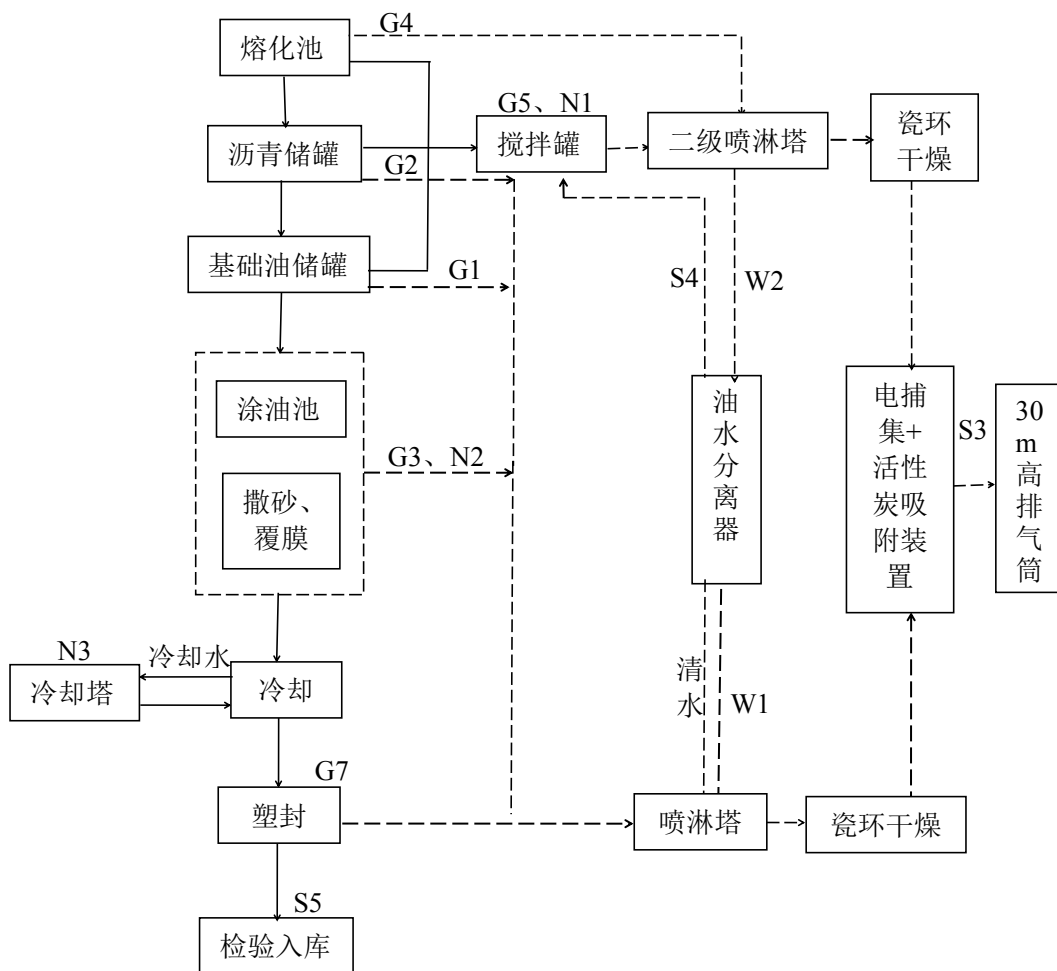 G4
熔化池
G5、N1
瓷环
干燥
沥青储罐
搅拌罐
二级喷淋塔
G2
基础油储罐
G1
S4
W2
涂油池
油
水
分
离
器
电捕
集+
活性
炭吸
附装
置
S3
30
m
高
排
气
筒
G3、N2
撒砂、
覆膜
N3
冷却水
冷却塔
冷却
清
水
W1
G7
塑封
喷淋塔
瓷环干燥
S5
检验入库